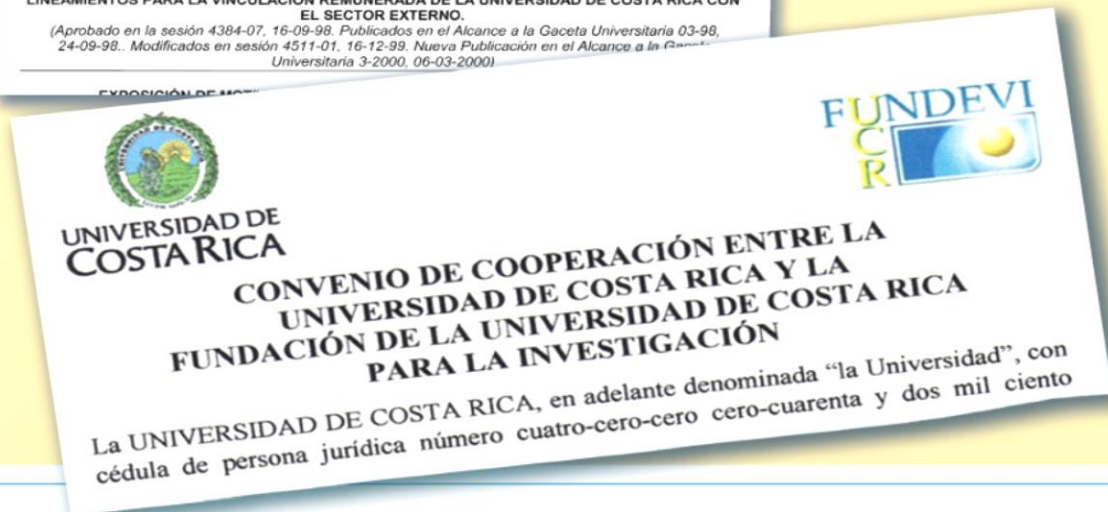 LINEAMIENTOS PARA LA VINCULACIÓN REMUNERADA DE LA UNIVERSIDAD DE COSTA RICA CON
EL SECTOR EXTERNO.
(Aprobado en la sesión 4384-07, 16-09-98. Publicados en el Alcance a la Gaceta Universitaria 03-98,
24-09-98.. Modificados en sesión 4511-01, 16-12-99. Nueva Publicación en el Alcance a la Gaceta
Universitaria 3-2000, 06-03-2000)
EXPOSICIÓN DE
UNIVERSIDAD DE
COSTA RICA
FUNDEVI
UCR
CONVENIO DE COOPERACIÓN ENTRE LA
UNIVERSIDAD DE COSTA RICA Y LA
FUNDACIÓN DE LA UNIVERSIDAD DE COSTA RICA
PARA LA INVESTIGACIÓN
La UNIVERSIDAD DE COSTA RICA, en adelante denominada “la Universidad”, con
cédula de persona jurídica número cuatro-cero-cero cero-cuarenta y dos mil ciento